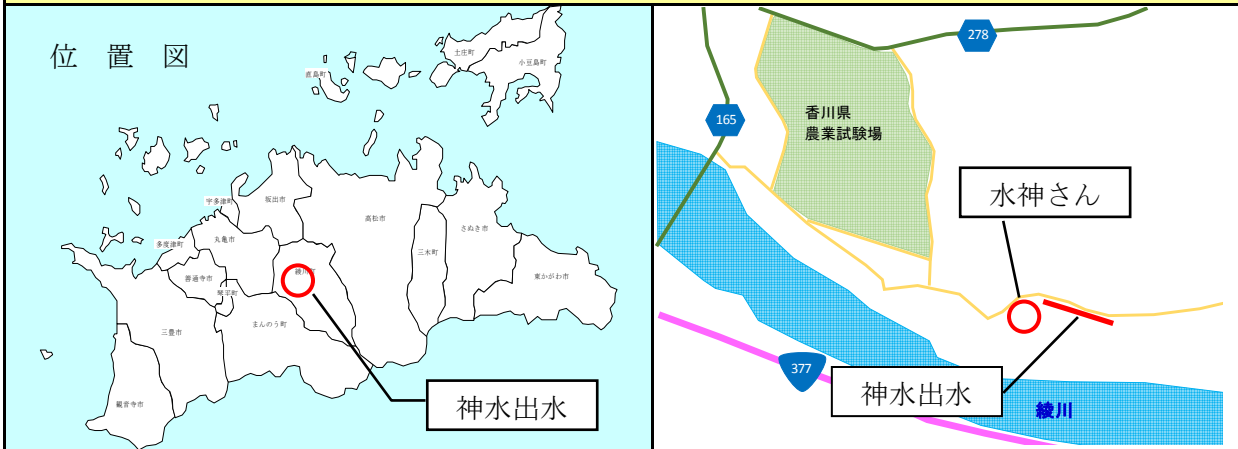 位 置 図
土庄町
小豆島町
直島町
宇多津町
坂出市
高松市
さぬき市
多度津町
丸亀市
三木町
東かがわ市
善通寺市
綾川町
琴平町
三豊市
まんのう町
観音寺市
神水出水
278
165
香川県
農業試験場
水神さん
377
神水出水
綾川